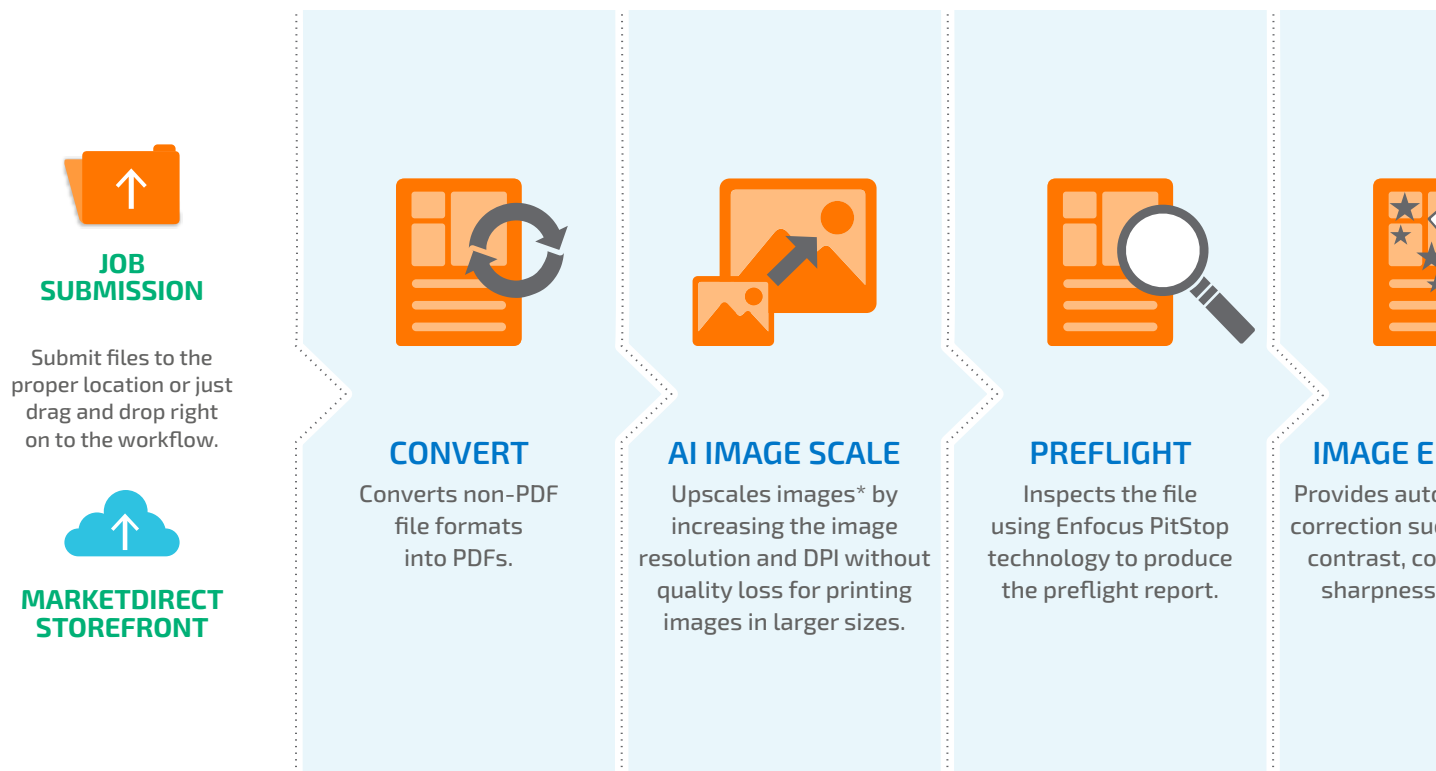 JOB
SUBMISSION
Submit files to the
proper location or just
drag and drop right
on to the workflow.
MARKETDIRECT
STOREFRONT
CONVERT
Converts non-PDF
file formats
into PDFs.
AI IMAGE SCALE
Upscales images* by
increasing the image
resolution and DPI without
quality loss for printing
images in larger sizes.
PREFLIGHT
Inspects the file
using Enfocus PitStop
technology to produce
the preflight report.
IMAGE
Provides
correction
contrast,
sharpness